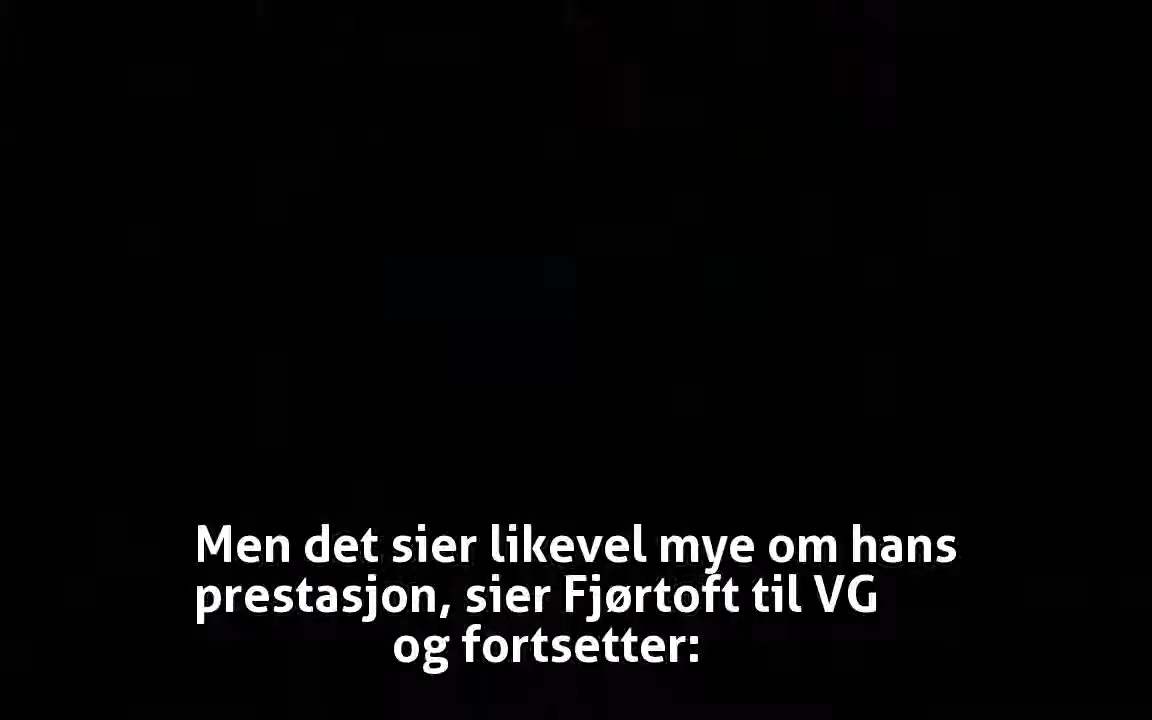 Men det sier likevel mye om hans
prestasjon, sier Fjørtoft til VG
og fortsetter: